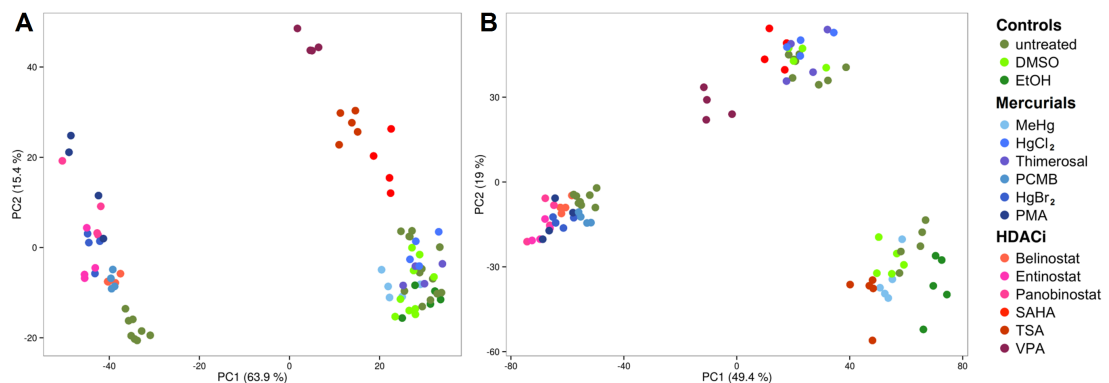 A
PC2 (15.4 %)
40
20
0
-20
-40
-20
0
20
PC1 (63.9 %)
B
PC2 (19 %)
30
0
-30
-60
-80
-40
0
40
80
PC1 (49.4 %)
Controls
untreated
DMSO
EtOH
Mercurials
MeHg
HgCl₂
Thimerosal
PCMB
HgBr₂
PMA
HDACi
Belinostat
Entinostat
Panobinostat
SAHA
TSA
VPA